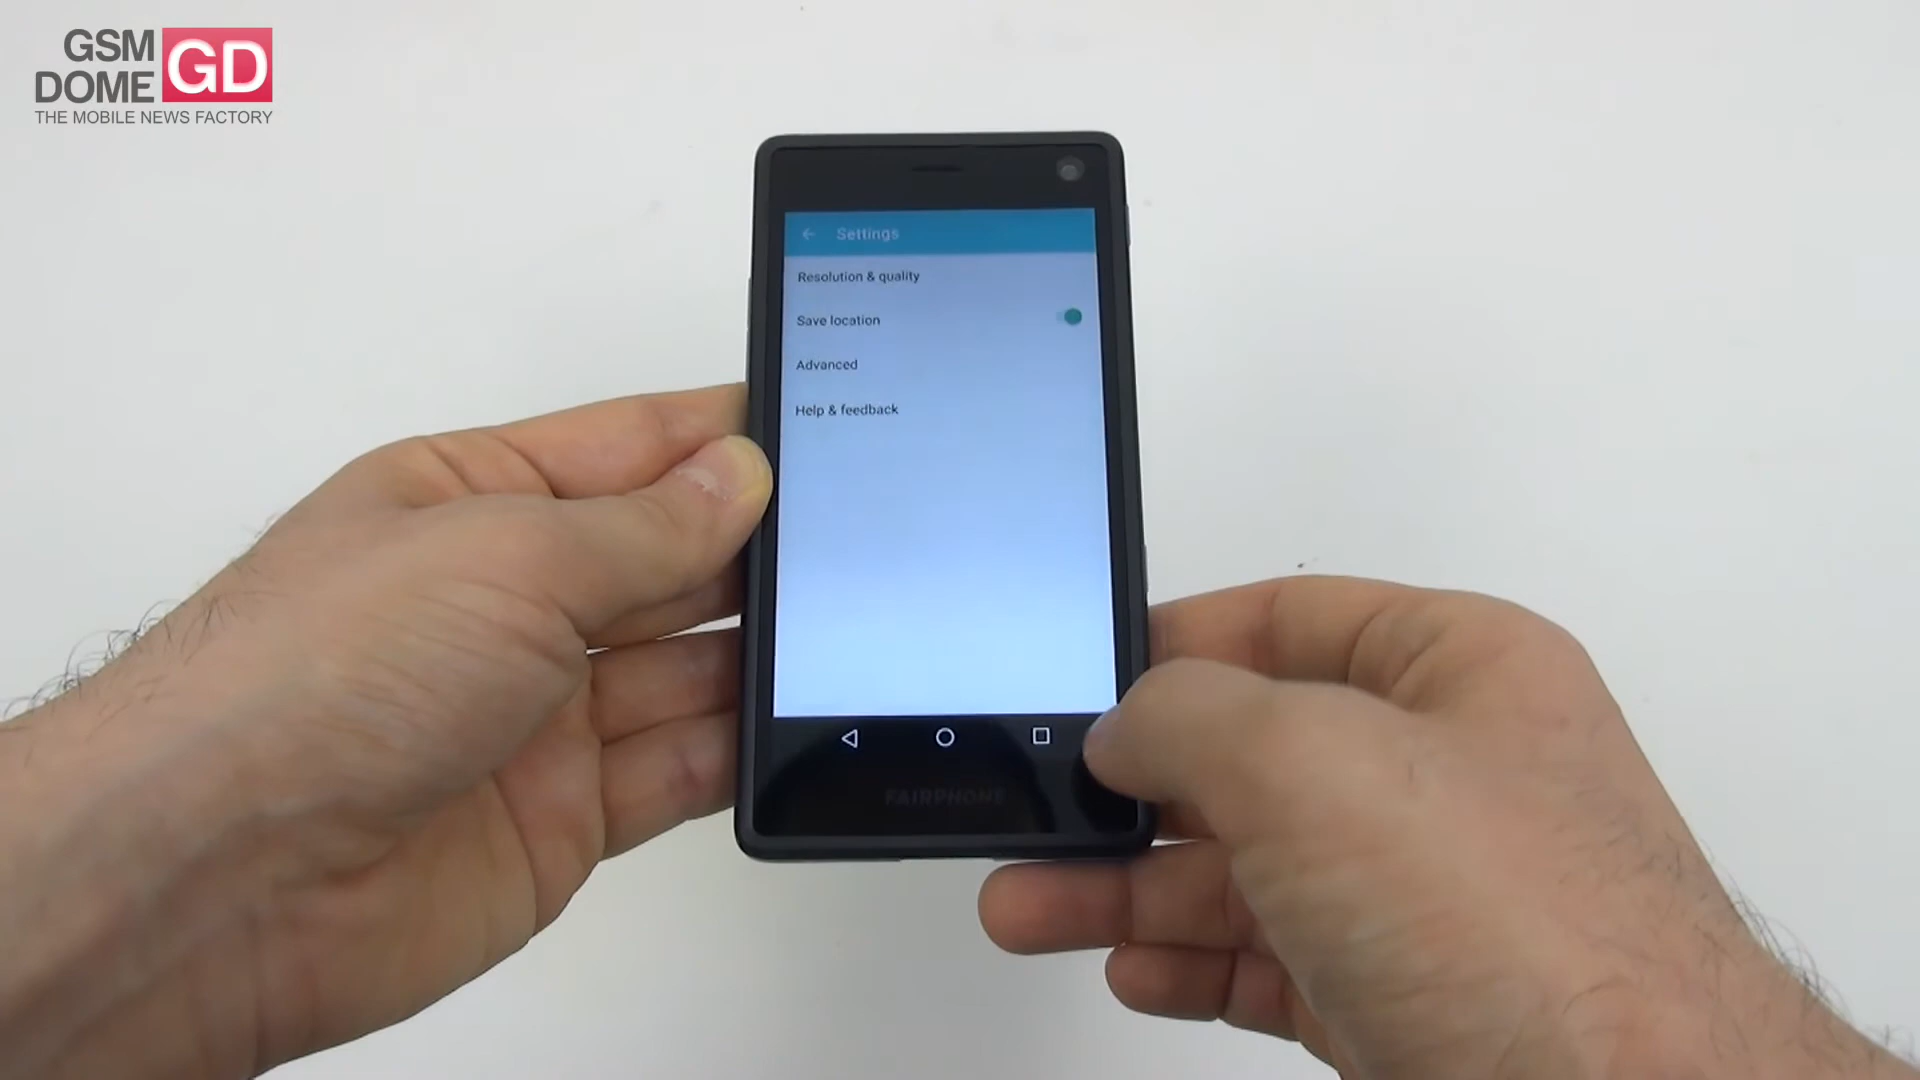 GSM
DOME
GD
THE MOBILE NEWS FACTORY
Settings
Resolution & quality
Save location
Advanced
Help & feedback
FAIRPHONE